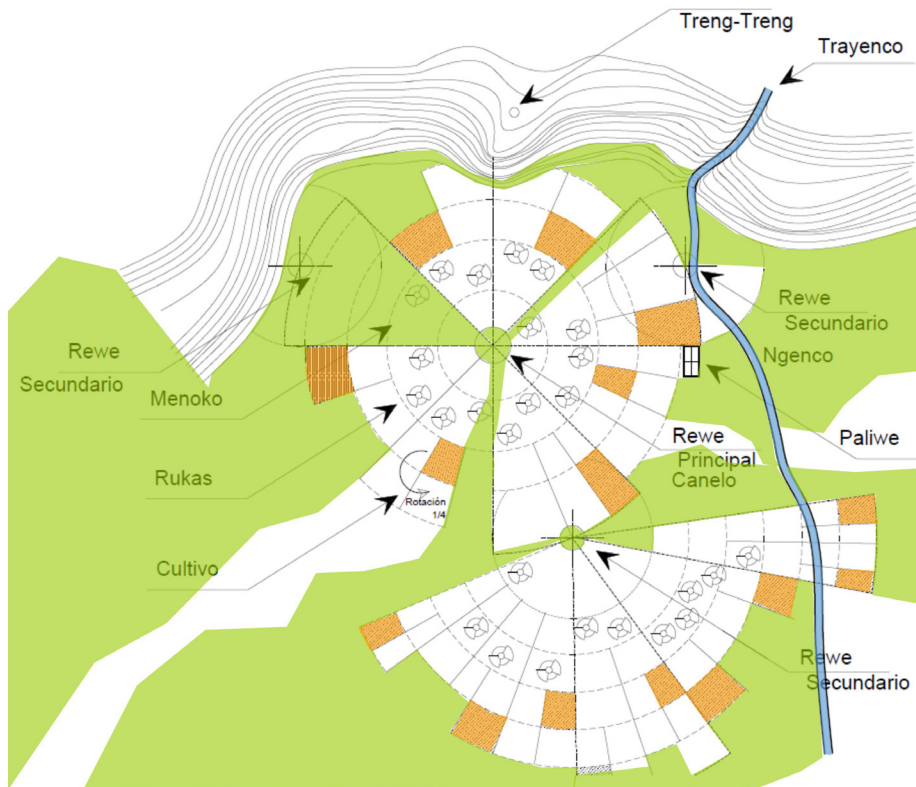 Treng-Treng
Trayenco
Rewe
Secundario
Ngenco
Rewe
Secundario
Menoko
Paliwe
Rewe
Principal
Canelo
Rukas
Rotación
1/4
Cultivo
Rewe
Secundario